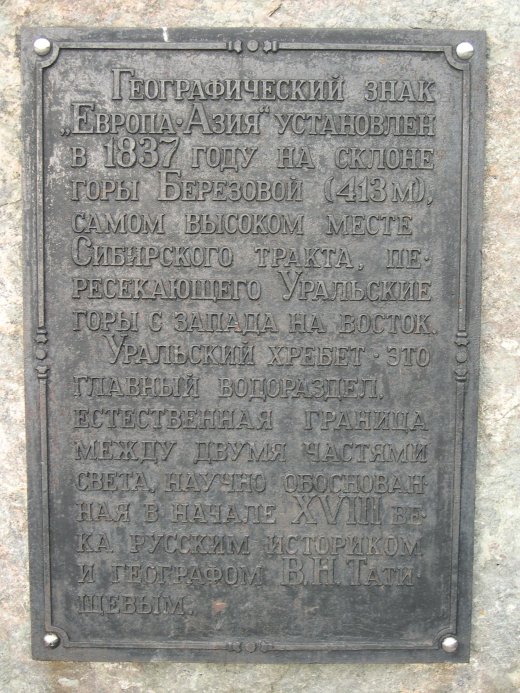 Географический знак
„Европа-Азия“ установлен
в 1837 году на склоне
горы Березовой (413 м),
самом высоком месте
Сибирского тракта, пе-
ресекающего Уральские
горы с запада на восток.
Уральский хребет - это
главный водораздел,
естественная граница
между двумя частями
света, научно обоснован
ная в начале XVIII ве-
ка русским историком
и географом В.Н. Тати-
щевым.